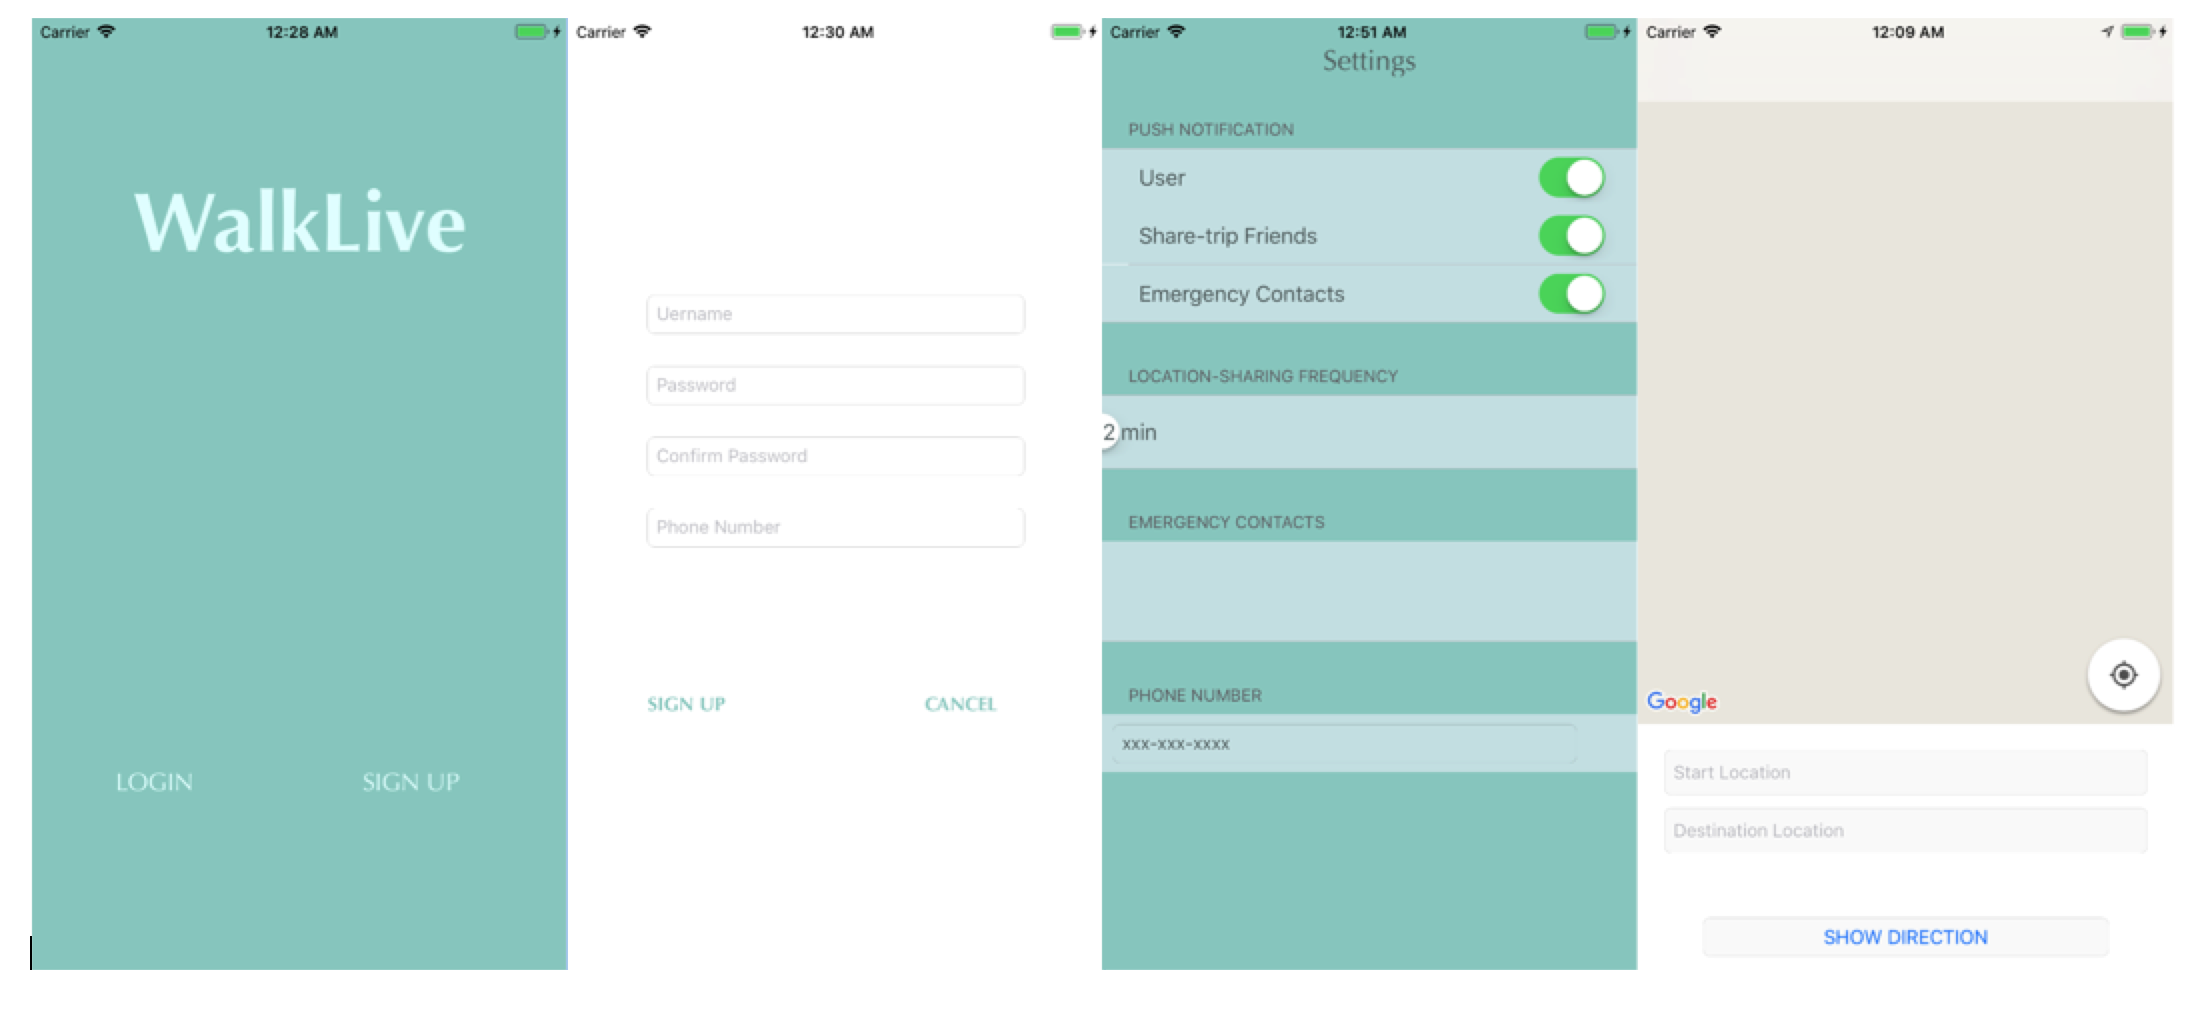 Carrier 12:28 AM
WalkLive
LOGIN SIGN UP
Carrier 12:30 AM
Uername
Password
Confirm Password
Phone Number
SIGN UP CANCEL
Carrier 12:51 AM
Settings
PUSH NOTIFICATION
User
Share-trip Friends
Emergency Contacts
LOCATION-SHARING FREQUENCY
2 min
EMERGENCY CONTACTS
PHONE NUMBER
xxx-xxx-xxxx
Carrier 12:09 AM
Google
Start Location
Destination Location
SHOW DIRECTION